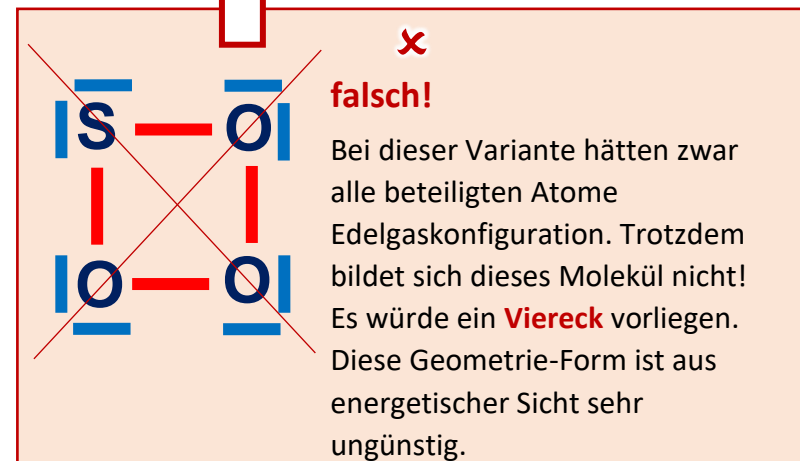 falsch!
S O
O O
Bei dieser Variante hätten zwar
alle beteiligten Atome
Edelgaskonfiguration. Trotzdem
bildet sich dieses Molekül nicht!
Es würde ein Viereck vorliegen.
Diese Geometrie-Form ist aus
energetischer Sicht sehr
ungünstig.